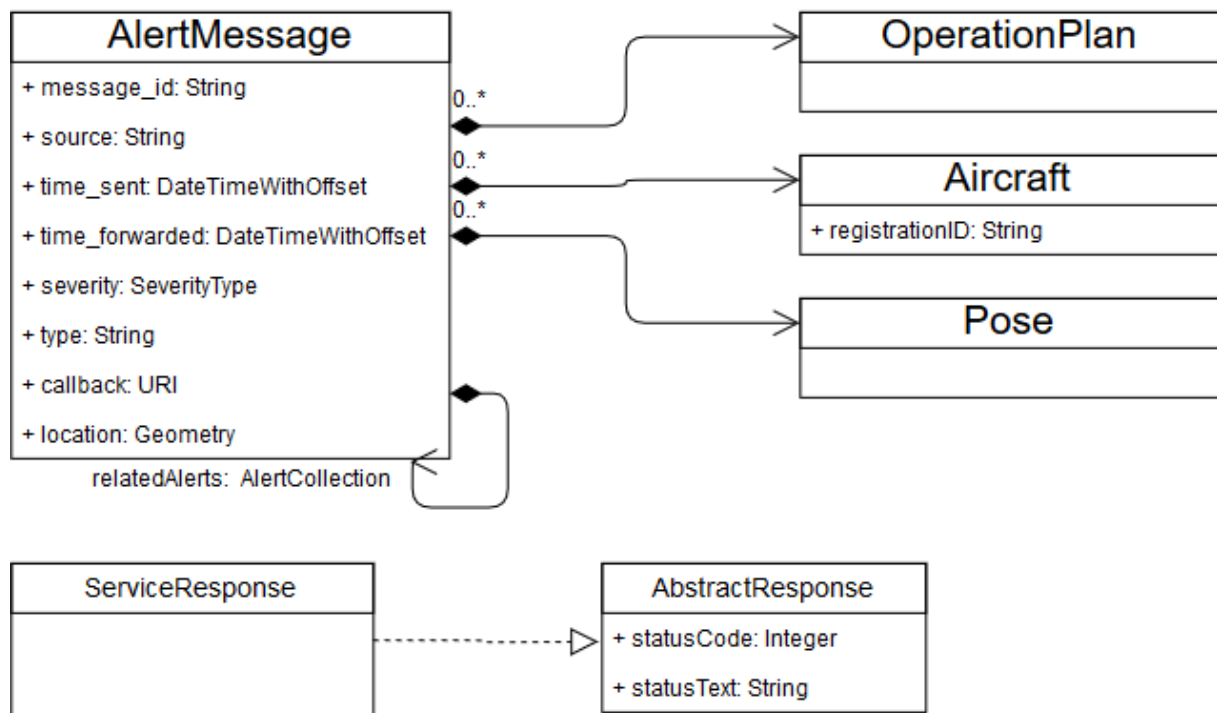 AlertMessage
+ message_id: String
+ source: String
+ time_sent: DateTimeWithOffset
+ time_forwarded: DateTimeWithOffset
+ severity: SeverityType
+ type: String
+ callback: URI
+ location: Geometry
0..*
0..*
0..*
relatedAlerts: AlertCollection
OperationPlan
Aircraft
+ registrationID: String
Pose
ServiceResponse
AbstractResponse
+ statusCode: Integer
+ statusText: String